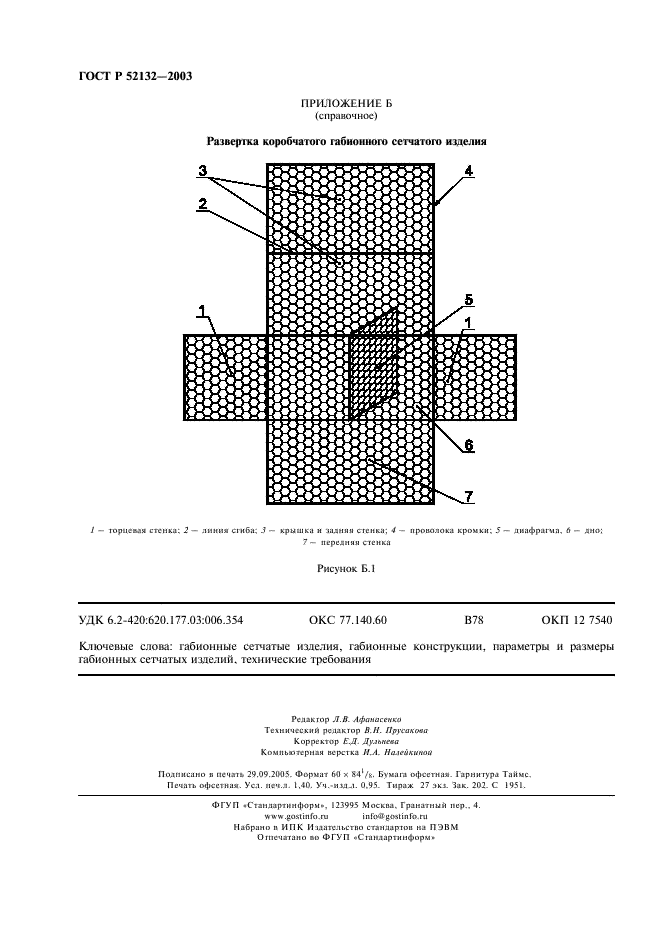 ГОСТ Р 52132—2003
ПРИЛОЖЕНИЕ Б
(справочное)
Развертка коробчатого габионного сетчатого изделия
3
4
2
5
1
1
6
7
1 — торцевая стенка; 2 — линия сгиба; 3 — крышка и задняя стенка; 4 — проволока кромки; 5 — диафрагма, 6 — дно;
7 — передняя стенка
Рисунок Б.1
УДК 6.2-420:620.177.03:006.354 ОКС 77.140.60 В78 ОКП 12 7540
Ключевые слова: габионные сетчатые изделия, габионные конструкции, параметры и размеры
габионных сетчатых изделий, технические требования
Редактор Л.В. Афанасенко
Технический редактор В.Н. Прусакова
Корректор Е.Д. Дульнева
Компьютерная верстка И.А. Налейкиной
Подписано в печать 29.09.2005. Формат 60 × 84 1/8. Бумага офсетная. Гарнитура Таймс.
Печать офсетная. Усл. печ.л. 1,40. Уч.-изд.л. 0,95. Тираж 27 экз. Зак. 202. С 1951.
ФГУП «Стандартинформ», 123995 Москва, Гранатный пер., 4.
www.gostinfo.ru info@gostinfo.ru
Набрано в ИПК Издательство стандартов на ПЭВМ
Отпечатано во ФГУП «Стандартинформ»